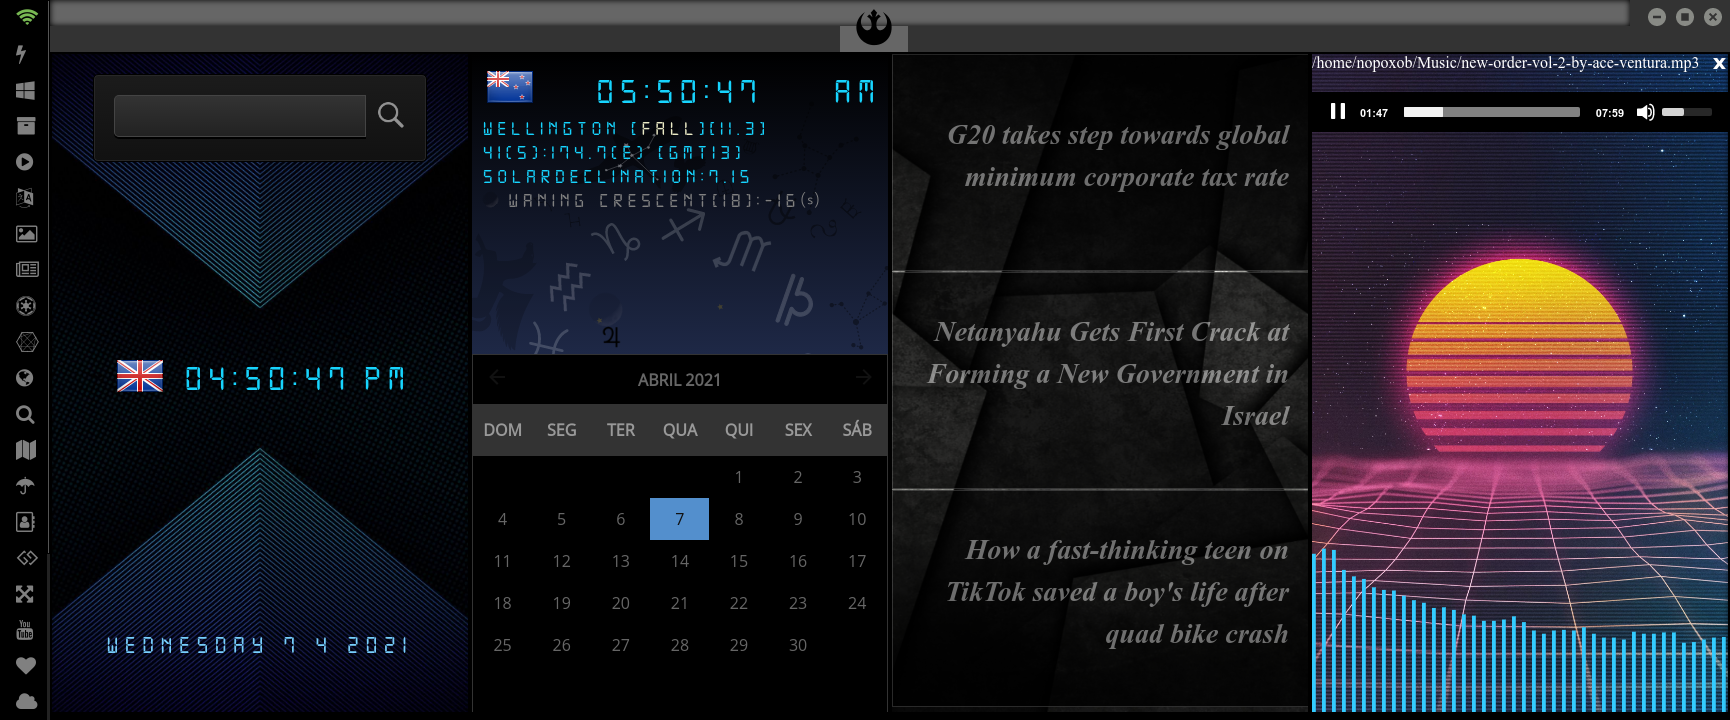 04:50:47 PM
WEDNESDAY 7 4 2021
05:50:47 AM
WELLINGTON [FALL][11.3]
41(S):174.7(E) [GMT13]
SOLARDECLINATION:7.15
WANING CRESCENT[18]:-16(s)
ABRIL 2021
DOM SEG TER QUA QUI SEX SÁB
1 2 3
4 5 6 7 8 9 10
11 12 13 14 15 16 17
18 19 20 21 22 23 24
25 26 27 28 29 30
G20 takes step towards global
minimum corporate tax rate
Netanyahu Gets First Crack at
Forming a New Government in
Israel
How a fast-thinking teen on
TikTok saved a boy's life after
quad bike crash
/home/nopoxob/Music/new-order-vol-2-by-ace-ventura.mp3 x
01:47 07:59
You
Tube